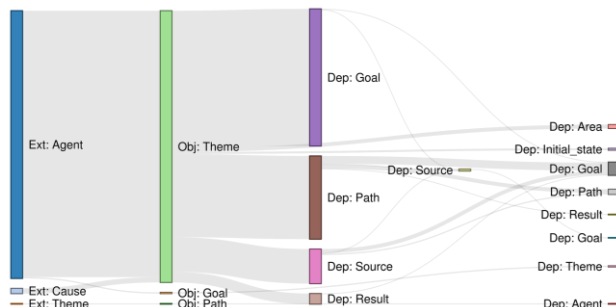 Ext: Agent
Ext: Cause
Ext: Theme
Obj: Theme
Obj: Goal
Obj: Path
Dep: Goal
Dep: Path
Dep: Source
Dep: Result
Dep: Source
Dep: Area
Dep: Initial_state
Dep: Goal
Dep: Path
Dep: Result
Dep: Goal
Dep: Theme
Dep: Agent